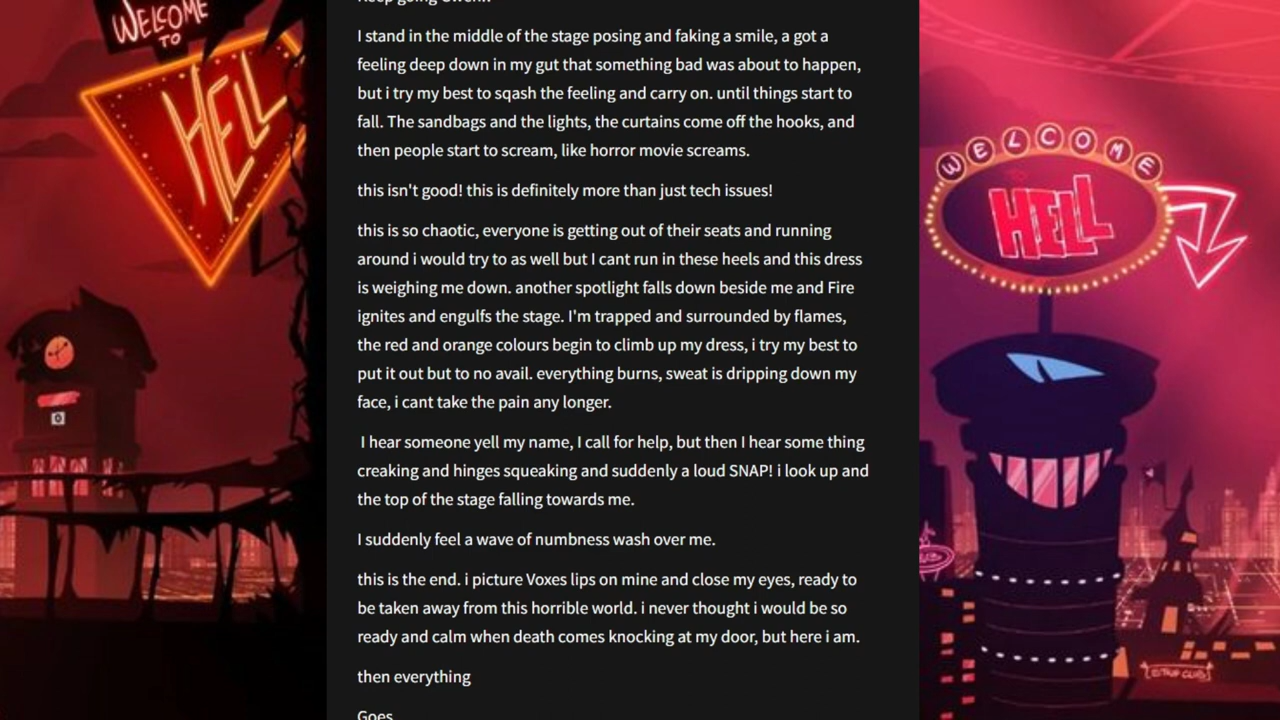 WELCOME
TO
HELL
Keep going Gwen..
I stand in the middle of the stage posing and faking a smile, a got a
feeling deep down in my gut that something bad was about to happen,
but i try my best to sqash the feeling and carry on. until things start to
fall. The sandbags and the lights, the curtains come off the hooks, and
then people start to scream, like horror movie screams.
this isn't good! this is definitely more than just tech issues!
this is so chaotic, everyone is getting out of their seats and running
around i would try to as well but I cant run in these heels and this dress
is weighing me down. another spotlight falls down beside me and Fire
ignites and engulfs the stage. I'm trapped and surrounded by flames,
the red and orange colours begin to climb up my dress, i try my best to
put it out but to no avail. everything burns, sweat is dripping down my
face, i cant take the pain any longer.
I hear someone yell my name, I call for help, but then I hear some thing
creaking and hinges squeaking and suddenly a loud SNAP! i look up and
the top of the stage falling towards me.
I suddenly feel a wave of numbness wash over me.
this is the end. i picture Voxes lips on mine and close my eyes, ready to
be taken away from this horrible world. i never thought i would be so
ready and calm when death comes knocking at my door, but here i am.
then everything
Goes
WELCOME
TO
HELL